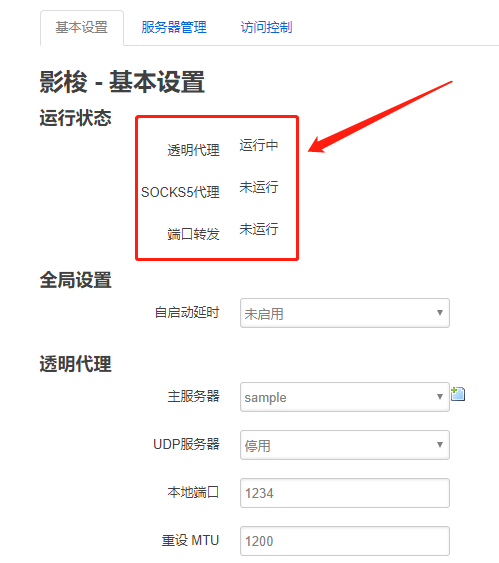 基本设置 服务器管理 访问控制
影梭 - 基本设置
运行状态
透明代理 运行中
SOCKS5代理 未运行
端口转发 未运行
全局设置
自启动延时 未启用
透明代理
主服务器 sample
UDP服务器 停用
本地端口 1234
重设 MTU 1200